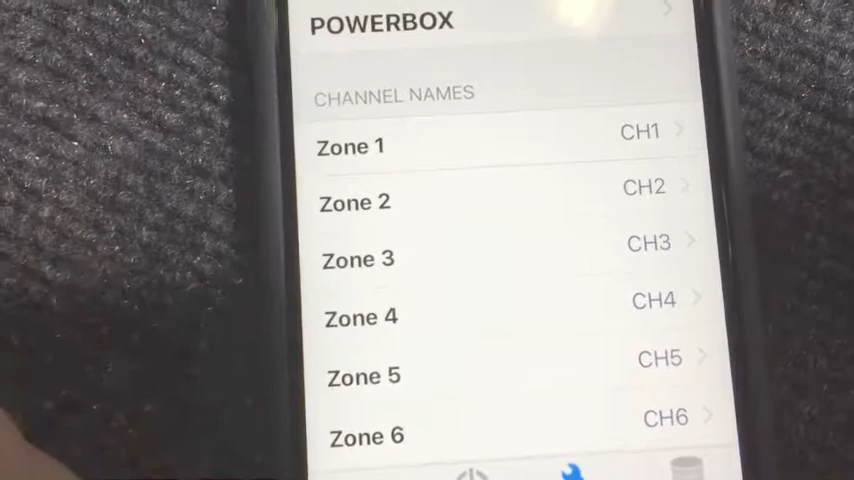 POWERBOX
CHANNEL NAMES
Zone 1 CH1
Zone 2 CH2
Zone 3 CH3
Zone 4 CH4
Zone 5 CH5
Zone 6 CH6